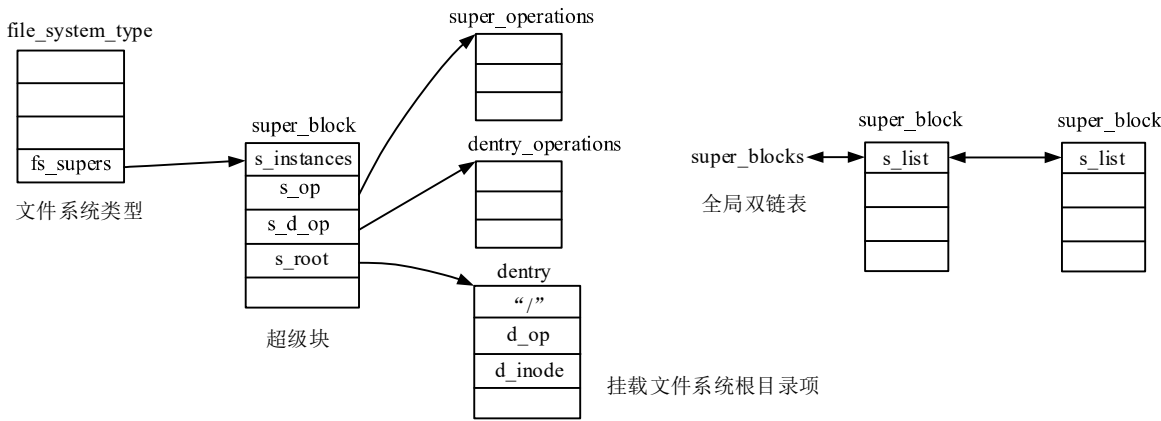 file_system_type
fs_supers
文件系统类型
super_block
s_instances
s_op
s_d_op
s_root
超级块
super_operations
dentry_operations
dentry
“/”
d_op
d_inode
挂载文件系统根目录项
super_blocks
全局双链表
super_block
s_list
super_block
s_list